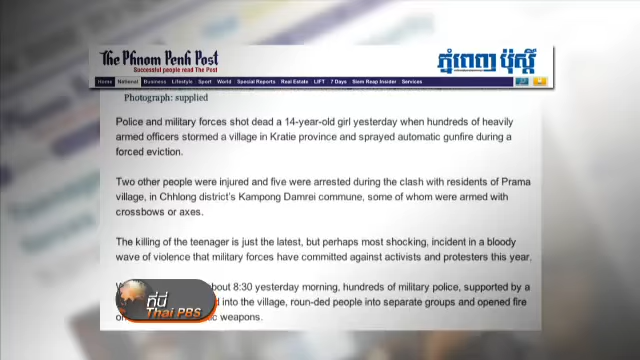 The Phnom Penh Post
Successful people read The Post
ភ្នំពេញ ប៉ុស្តិ៍
Home National Business Lifestyle Sport World Special Reports Real Estate LIFT 7 Days Siem Reap Insider Services
Photograph: supplied
Police and military forces shot dead a 14-year-old girl yesterday when hundreds of heavily
armed officers stormed a village in Kratie province and sprayed automatic gunfire during a
forced eviction.
Two other people were injured and five were arrested during the clash with residents of Prama
village, in Chhlong district's Kampong Damrei commune, some of whom were armed with
crossbows or axes.
The killing of the teenager is just the latest, but perhaps most shocking, incident in a bloody
wave of violence that military forces have committed against activists and protesters this year.
bout 8:30 yesterday morning, hundreds of military police, supported by a
into the village, roun-ded people into separate groups and opened fire
weapons.
Thai PBS